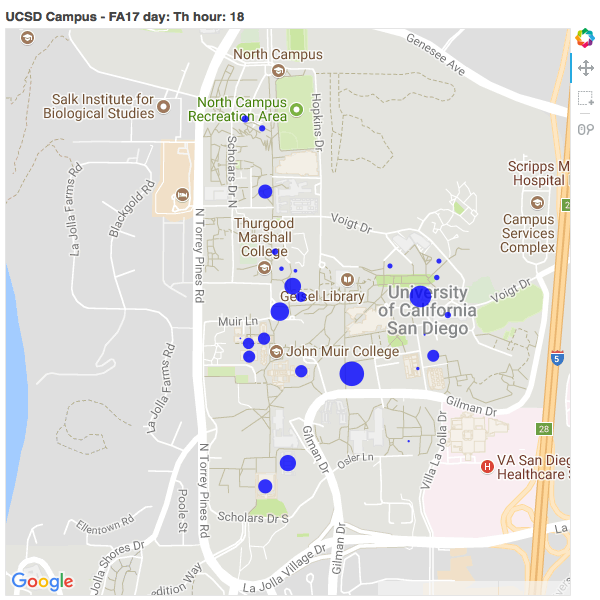 UCSD Campus - FA17 day: Th hour: 18
Genesee Ave
North Campus
Salk Institute for
Biological Studies
North Campus
Recreation Area
Hopkins Dr
Scholars Dr N
Scripps M
Hospital
La Jolla Farms Rd
Blackgold Rd
N Torrey Pines Rd
Voigt Dr
Campus
Services
Complex
Thurgood
Marshall
College
Geisel Library
University
of California
San Diego
Voigt Dr
Muir Ln
John Muir College
La Jolla Farms Rd
5
Gilman Dr
28
Gilman Dr
Villa La Jolla Dr
Osler Ln
H
VA San Dieg
Healthcare
N Torrey Pines Rd
Poole St
Ellentown Rd
Scholars Dr S
La
Jolla Shores Dr
Gilman Dr
La Jolla Village Dr
edition Way
Google